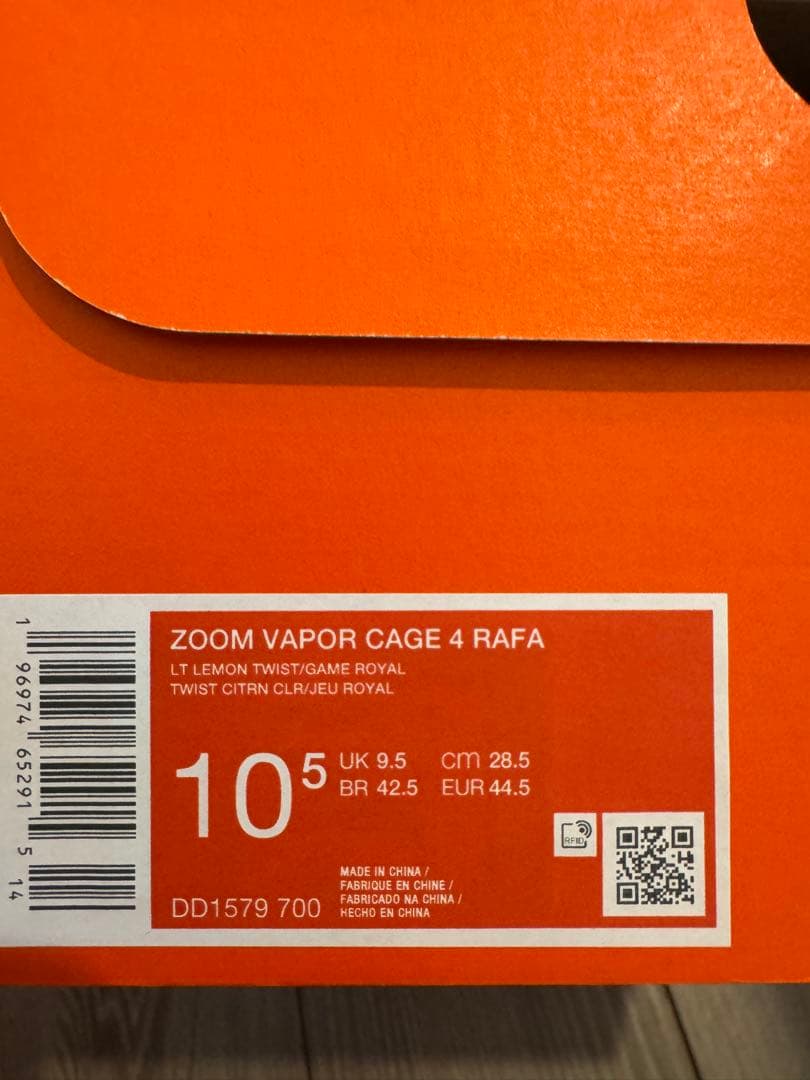 ZOOM VAPOR CAGE 4 RAFA
LT LEMON TWIST/GAME ROYAL
TWIST CITRN CLR/JEU ROYAL
10 5
UK 9.5 cm 28.5
BR 42.5 EUR 44.5
RFID
MADE IN CHINA /
FABRIQUE EN CHINE /
FABRICADO NA CHINA /
HECHO EN CHINA
DD1579 700
1 96974 65291 5 14